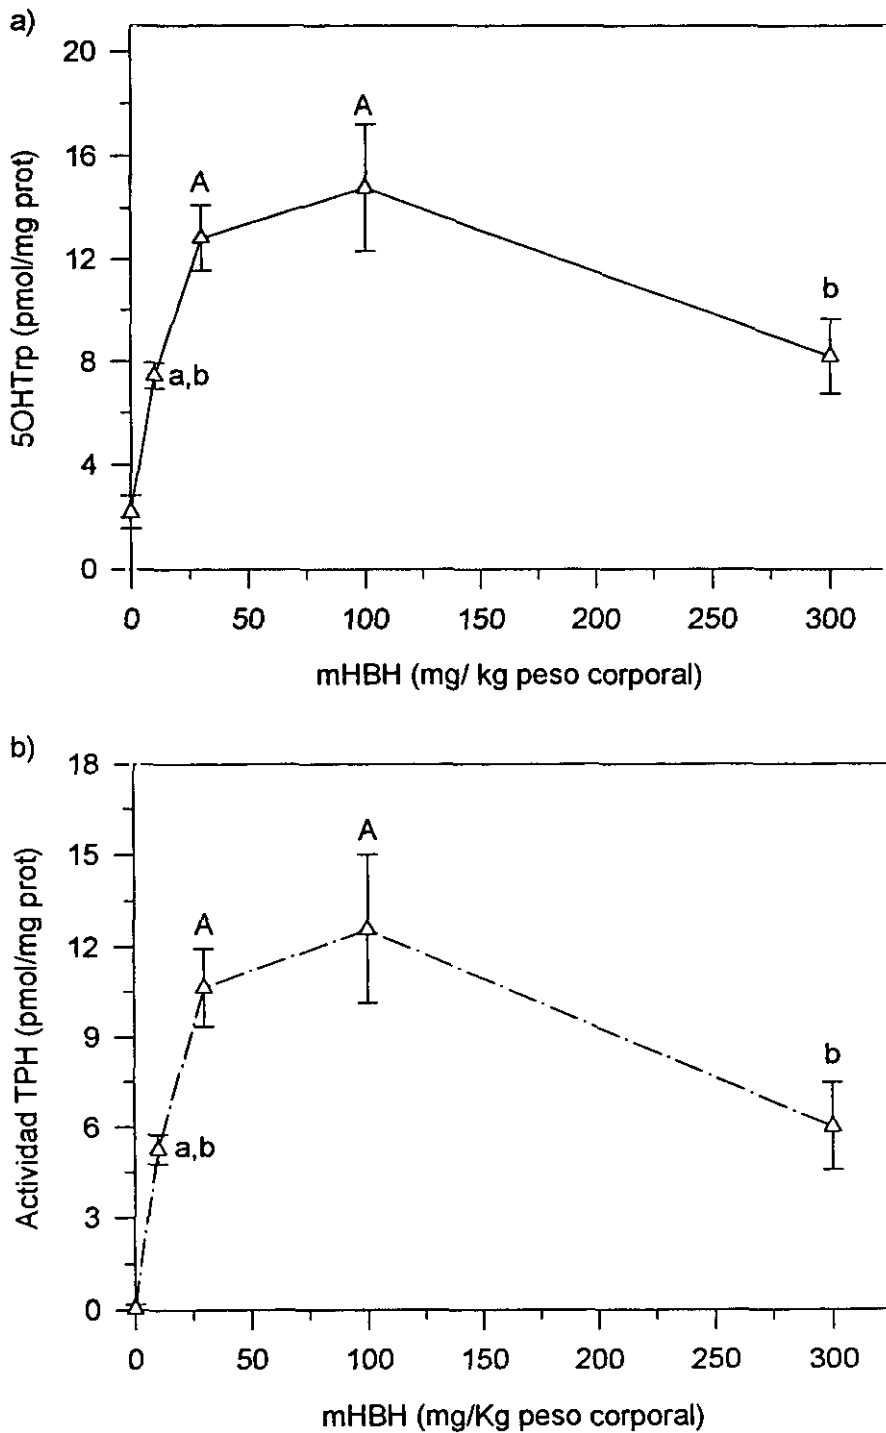 a)
20
16
12
8
4
0
5OHTrp (pmol/mg prot)
A
A
a,b
b
0 50 100 150 200 250 300
mHBH (mg/ kg peso corporal)
b)
18
15
12
9
6
3
0
Actividad TPH (pmol/mg prot)
A
A
a,b
b
0 50 100 150 200 250 300
mHBH (mg/Kg peso corporal)